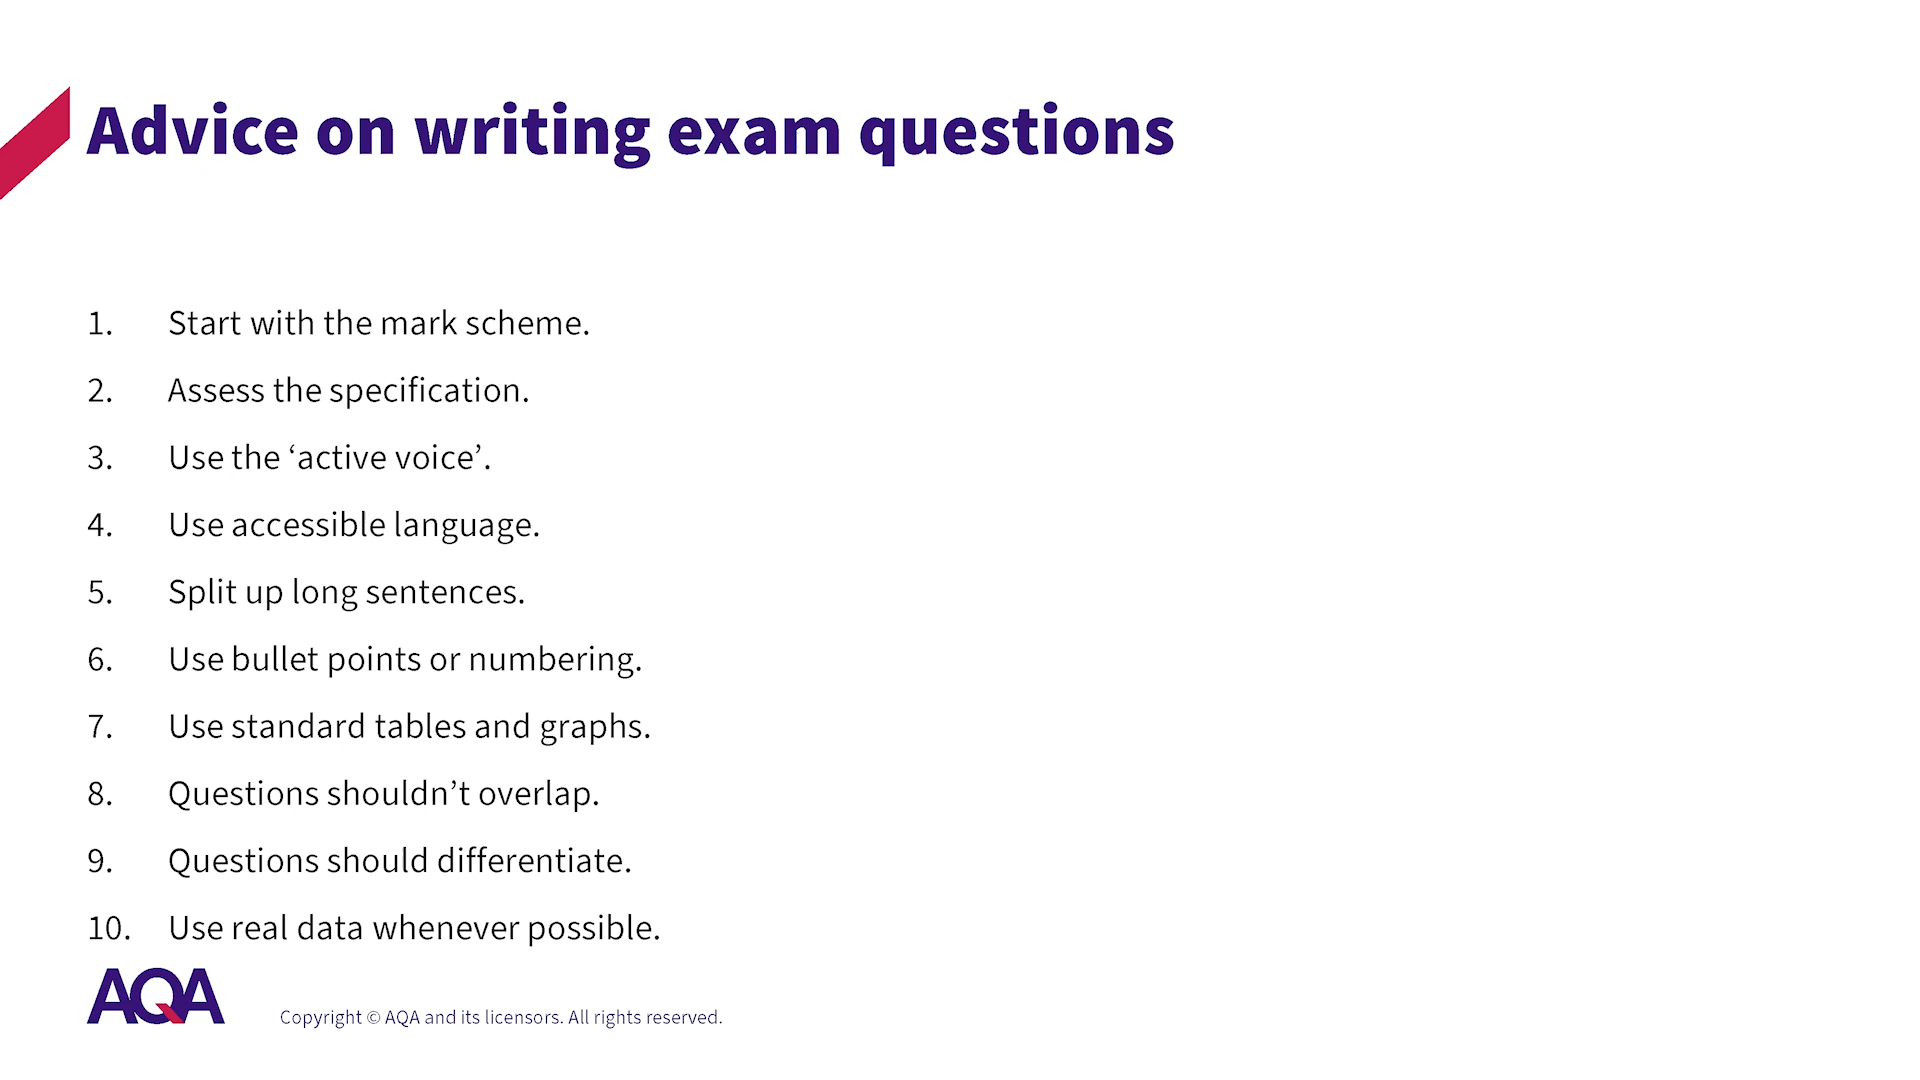 Advice on writing exam questions
1. Start with the mark scheme.
2. Assess the specification.
3. Use the ‘active voice’.
4. Use accessible language.
5. Split up long sentences.
6. Use bullet points or numbering.
7. Use standard tables and graphs.
8. Questions shouldn’t overlap.
9. Questions should differentiate.
10. Use real data whenever possible.
AQA
Copyright © AQA and its licensors. All rights reserved.